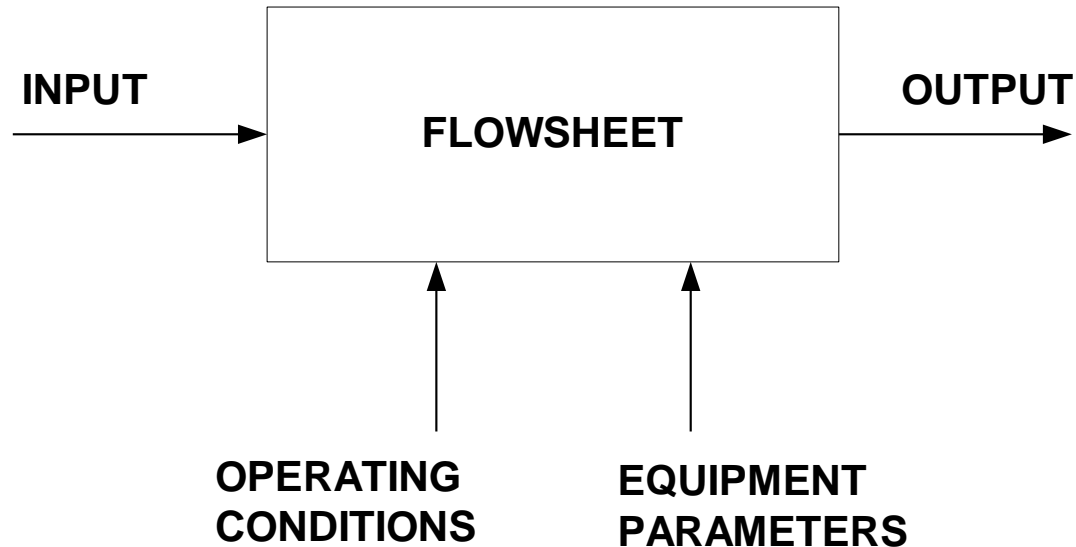 INPUT
OUTPUT
FLOWSHEET
OPERATING
CONDITIONS
EQUIPMENT
PARAMETERS